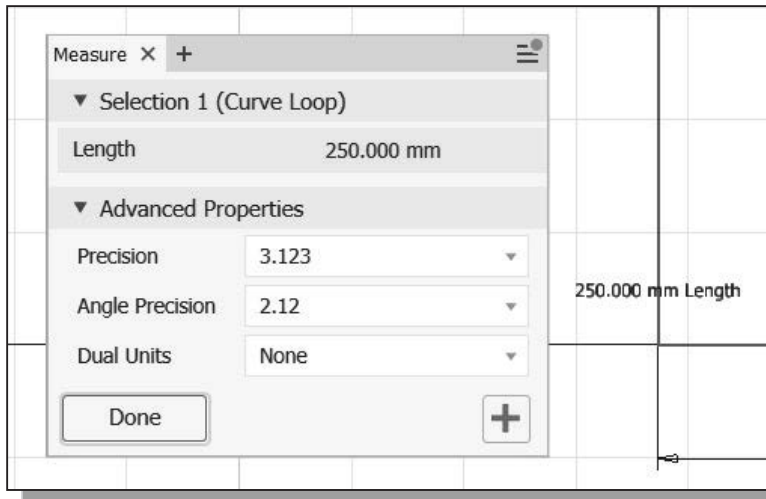 Measure × +
▼ Selection 1 (Curve Loop)
Length 250.000 mm
▼ Advanced Properties
Precision 3.123
Angle Precision 2.12
Dual Units None
Done +
250.000 mm Length